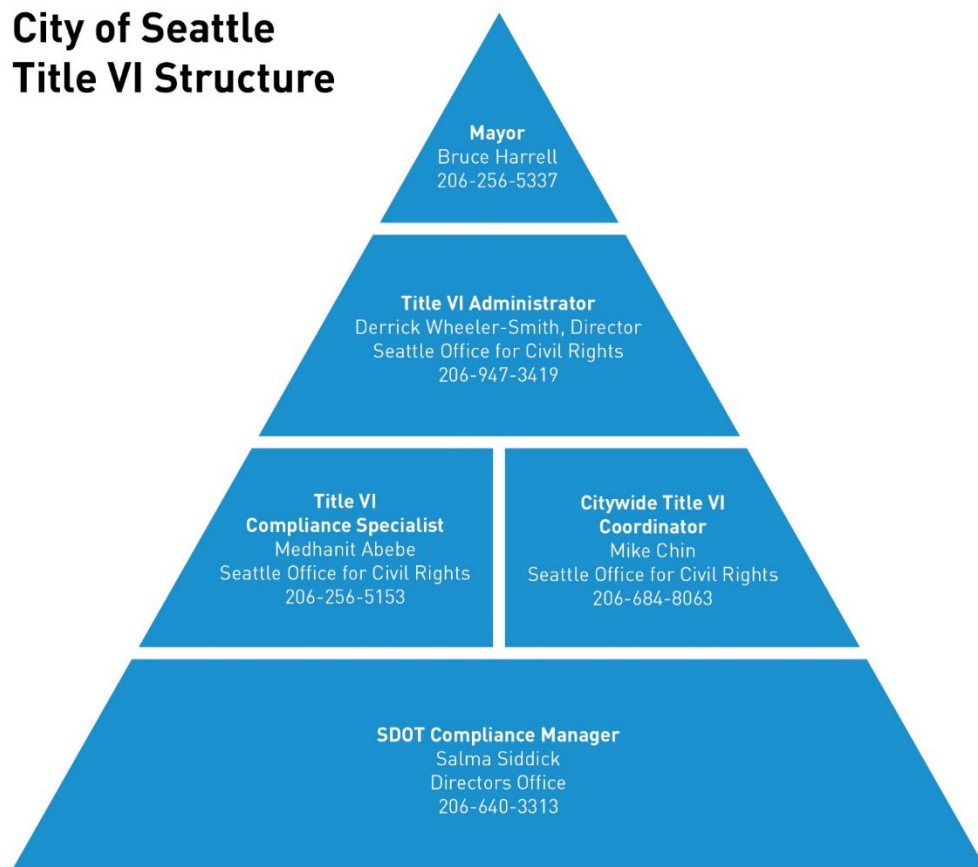 City of Seattle
Title VI Structure
Mayor
Bruce Harrell
206-256-5337
Title VI Administrator
Derrick Wheeler-Smith, Director
Seattle Office for Civil Rights
206-947-3419
Title VI
Compliance Specialist
Medhanit Abebe
Seattle Office for Civil Rights
206-256-5153
Citywide Title VI
Coordinator
Mike Chin
Seattle Office for Civil Rights
206-684-8063
SDOT Compliance Manager
Salma Siddick
Directors Office
206-640-3313